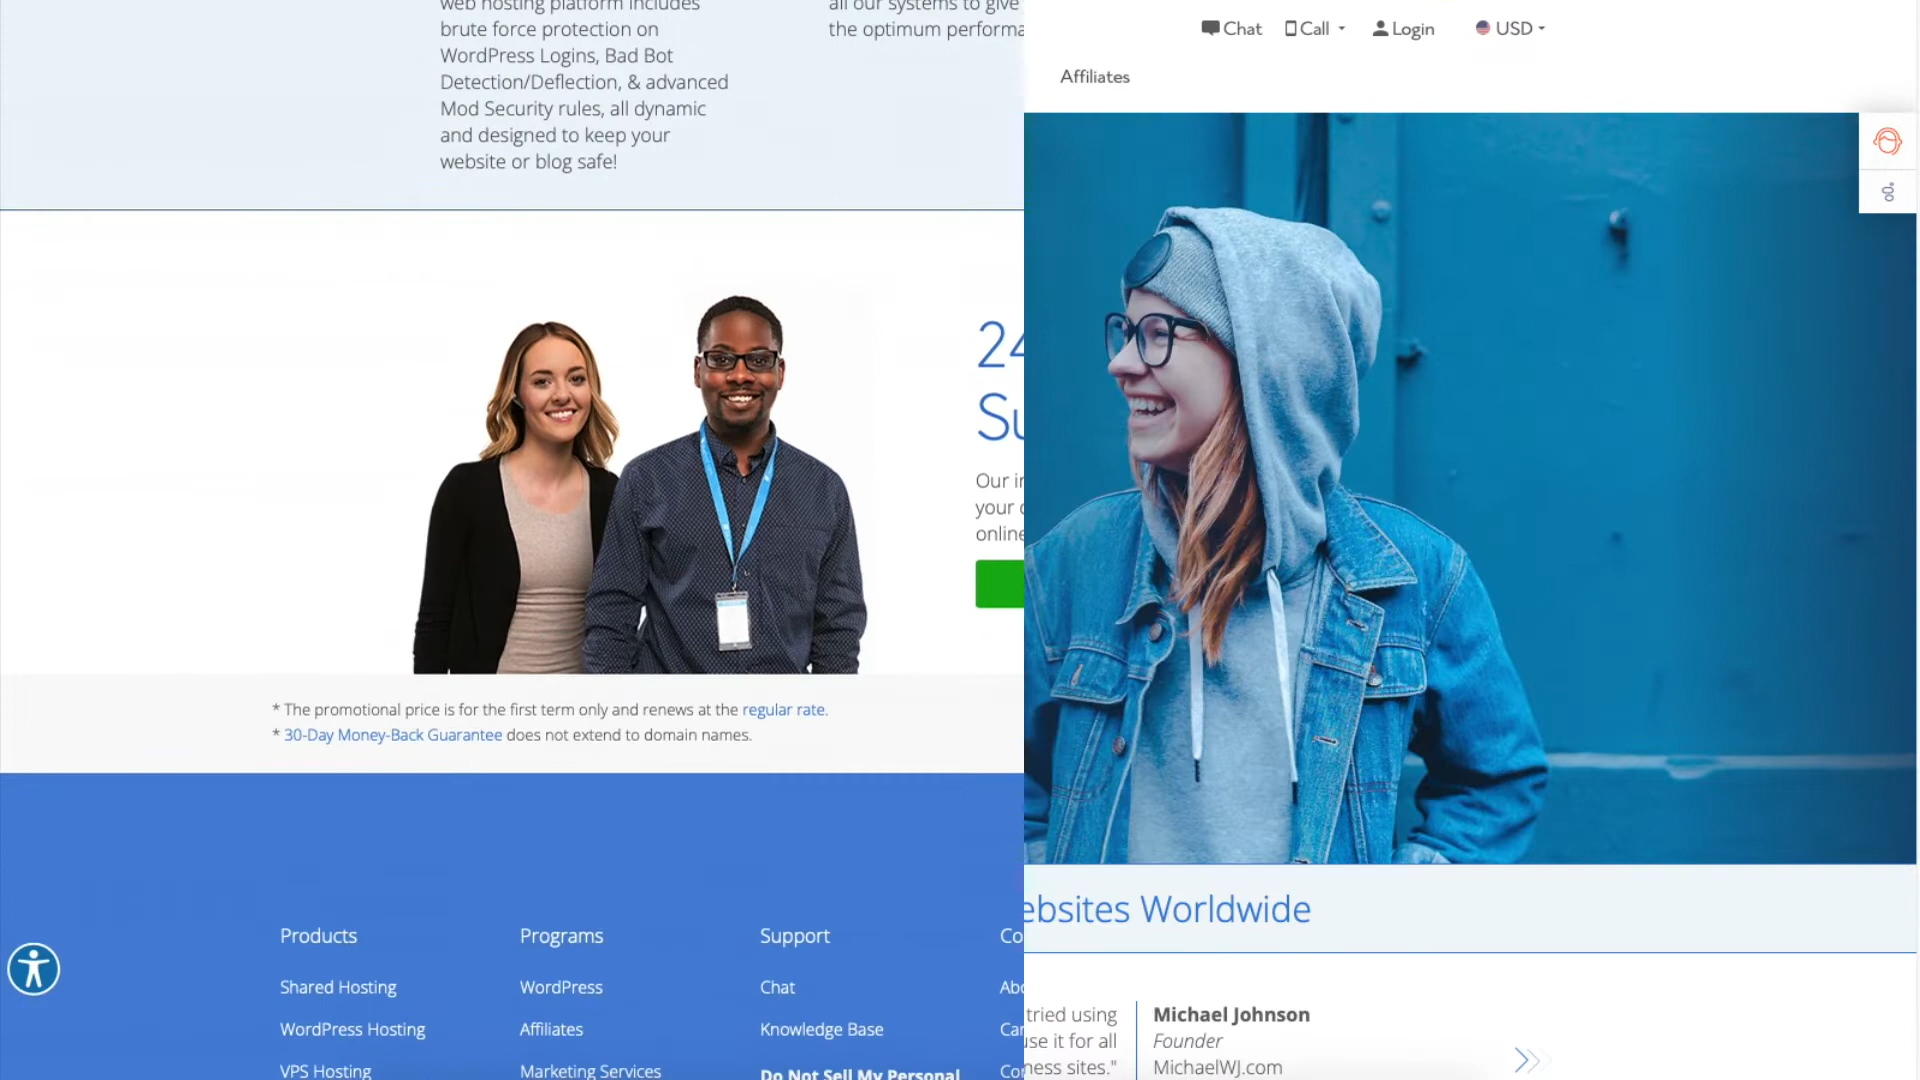 web hosting platform includes
brute force protection on
WordPress Logins, Bad Bot
Detection/Deflection, & advanced
Mod Security rules, all dynamic
and designed to keep your
website or blog safe!
all our systems to give
the optimum performa
24
Su
Our in
your
online
* The promotional price is for the first term only and renews at the regular rate.
* 30-Day Money-Back Guarantee does not extend to domain names.
Products
Shared Hosting
WordPress Hosting
VPS Hosting
Programs
WordPress
Affiliates
Marketing Services
Support
Chat
Knowledge Base
Do Not Sell My Personal
Co
Abo
Car
Co
Chat Call Login USD
Affiliates
ebsites Worldwide
tried using
use it for all
ness sites."
Michael Johnson
Founder
MichaelWJ.com